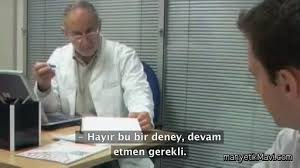 - Hayır bu bir deney, devam
etmen gerekli.
manyetikMavi.com